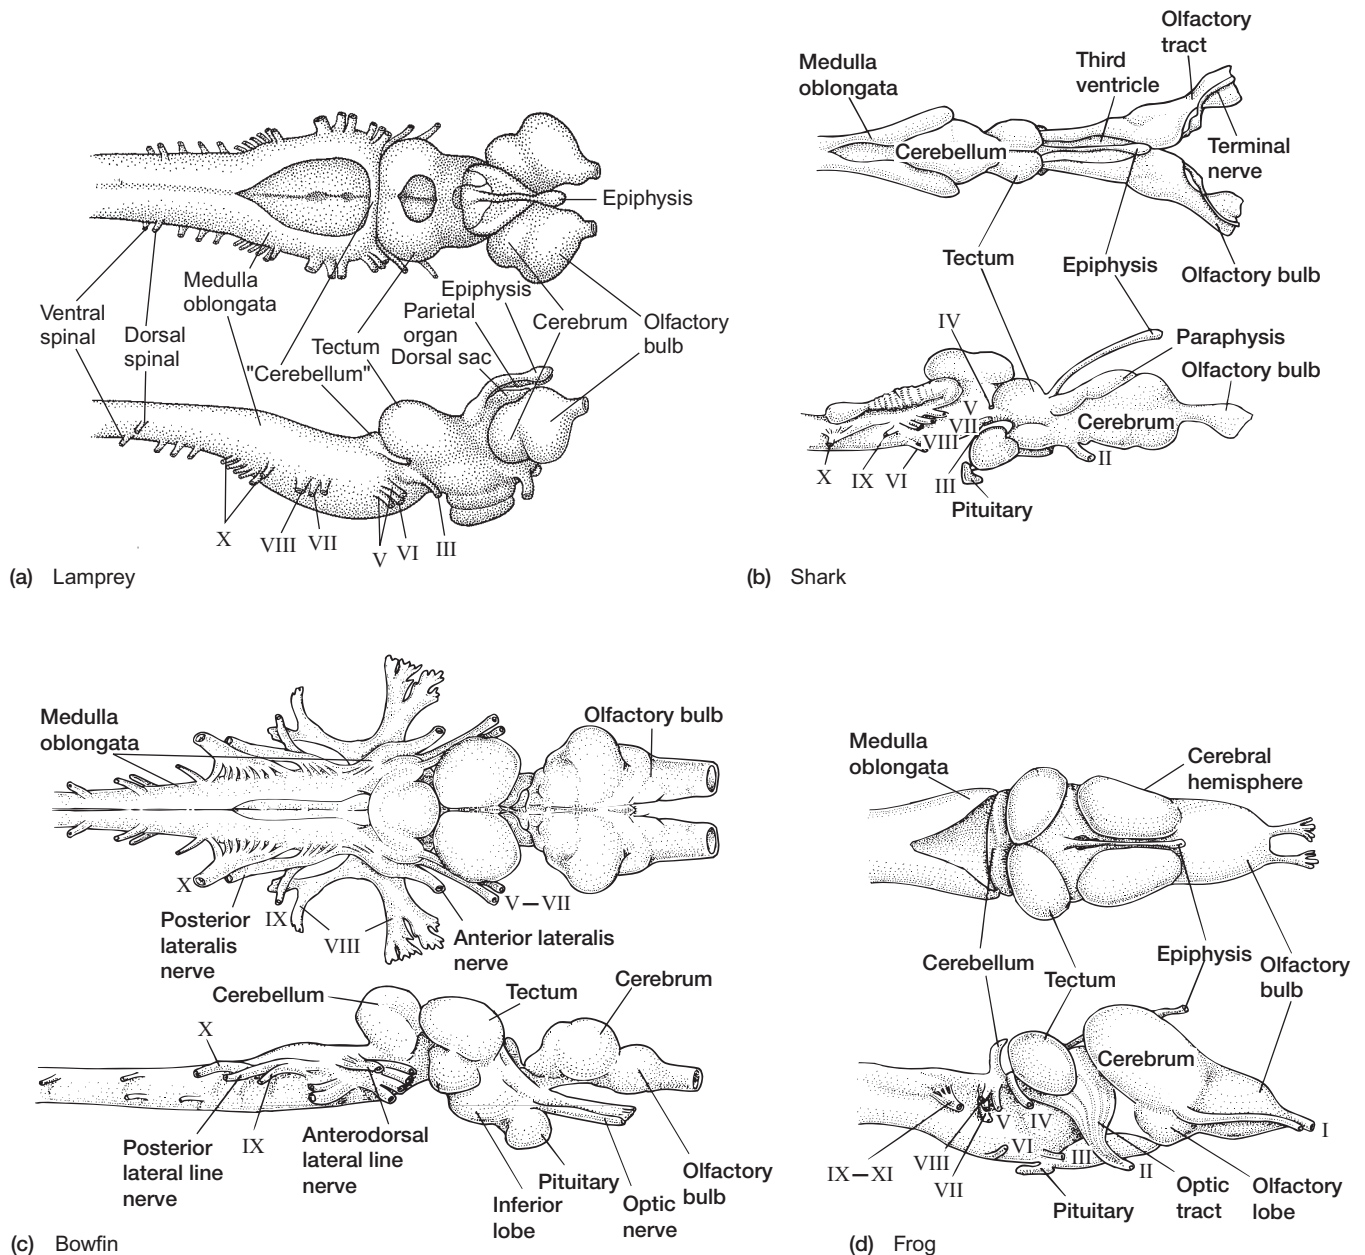 Epiphysis
Medulla
oblongata
Epiphysis
Parietal
organ
Dorsal sac
Cerebrum
Olfactory
bulb
Ventral
spinal
Dorsal
spinal
Tectum
"Cerebellum"
X
VIII
VII
V
VI
III
(a) Lamprey
Olfactory
tract
Medulla
oblongata
Third
ventricle
Cerebellum
Terminal
nerve
Tectum
Epiphysis
Olfactory bulb
IV
Paraphysis
Olfactory bulb
V
VII
VIII
Cerebrum
X
IX
VI
III
II
Pituitary
(b) Shark
Medulla
oblongata
Olfactory bulb
X
Posterior
lateralis
nerve
IX
VIII
V—VII
Anterior lateralis
nerve
Cerebellum
Tectum
Cerebrum
X
Posterior
lateral line
nerve
IX
Anterodorsal
lateral line
nerve
Inferior
lobe
Pituitary
Optic
nerve
Olfactory
bulb
(c) Bowfin
Medulla
oblongata
Cerebral
hemisphere
Cerebellum
Tectum
Epiphysis
Olfactory
bulb
Cerebrum
IX—XI
VIII
VII
V
IV
VI
III
II
I
Pituitary
Optic
tract
Olfactory
lobe
(d) Frog